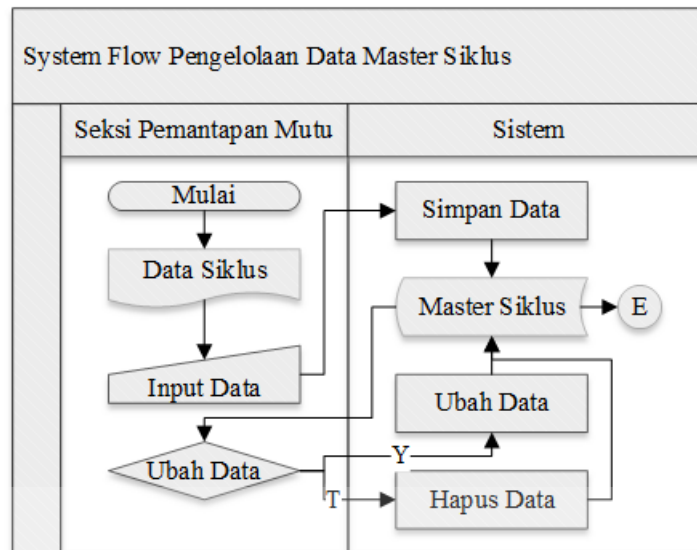 System Flow Pengelolaan Data Master Siklus
Seksi Pemantapan Mutu
Sistem
Mulai
Simpan Data
Data Siklus
Master Siklus
E
Input Data
Ubah Data
Ubah Data
Y
T
Hapus Data